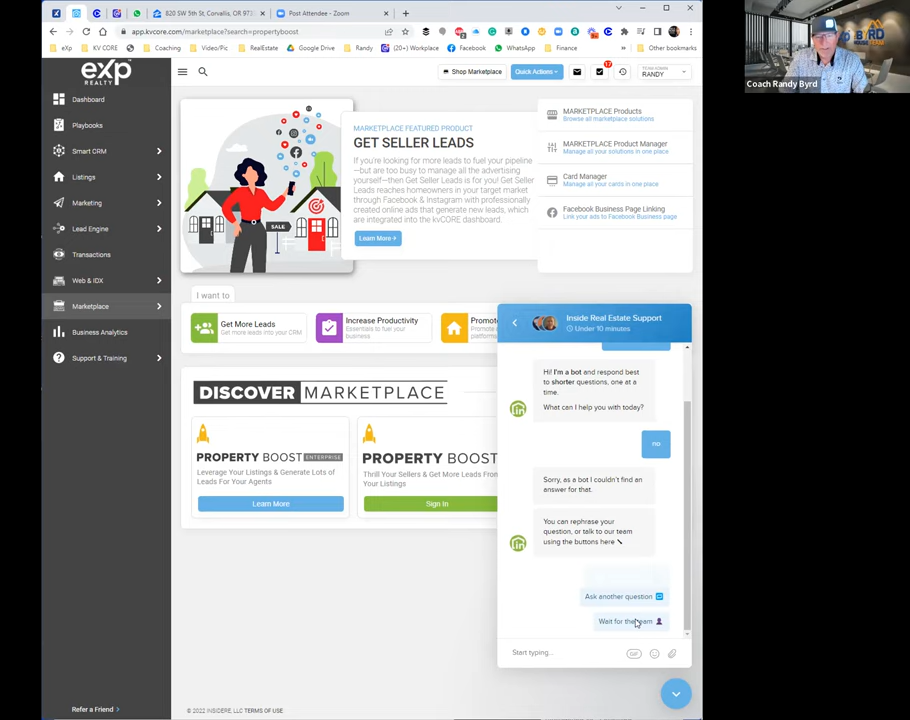 820 SW 5th St, Corvallis, OR 973
Post Attendee - Zoom
app.kvcore.com/marketplace?search=propertyboost
eXp
KV CORE
Coaching
Video/Pic
RealEstate
Google Drive
Randy
(20+) Workplace
Facebook
WhatsApp
Finance
Other bookmarks
Coach Randy Byrd
exp
REALTY
Shop Marketplace
Quick Actions
17
TEAM ADMIN
RANDY
Dashboard
Playbooks
Smart CRM
Listings
Marketing
Lead Engine
Transactions
Web & IDX
Marketplace
Business Analytics
Support & Training
Refer a Friend
SALE
MARKETPLACE FEATURED PRODUCT
GET SELLER LEADS
If you're looking for more leads to fuel your pipeline
—but are too busy to manage all the advertising
yourself—then Get Seller Leads is for you! Get Seller
Leads reaches homeowners in your target market
through Facebook & Instagram with professionally
created online ads that generate new leads, which
are integrated into the kvCORE dashboard.
Learn More
MARKETPLACE Products
Browse all marketplace solutions
MARKETPLACE Product Manager
Manage all your solutions in one place
Card Manager
Manage all your cards in one place
Facebook Business Page Linking
Link your ads to Facebook Business page
I want to
Get More Leads
Get more leads into your CRM
Increase Productivity
Essentials to fuel your
business
DISCOVER MARKETPLACE
PROPERTY BOOST ENTERPRISE
Leverage Your Listings & Generate Lots of
Leads For Your Agents
Learn More
PROPERTY BOOST
Thrill Your Sellers & Get More Leads From
Your Listings
Sign In
Inside Real Estate Support
Under 10 minutes
Hi! I'm a bot and respond best
to shorter questions, one at a
time.
What can I help you with today?
no
Sorry, as a bot I couldn't find an
answer for that.
You can rephrase your
question, or talk to our team
using the buttons here
Ask another question
Wait for the team
Start typing...
GIF
© 2022 INSIDERE, LLC TERMS OF USE